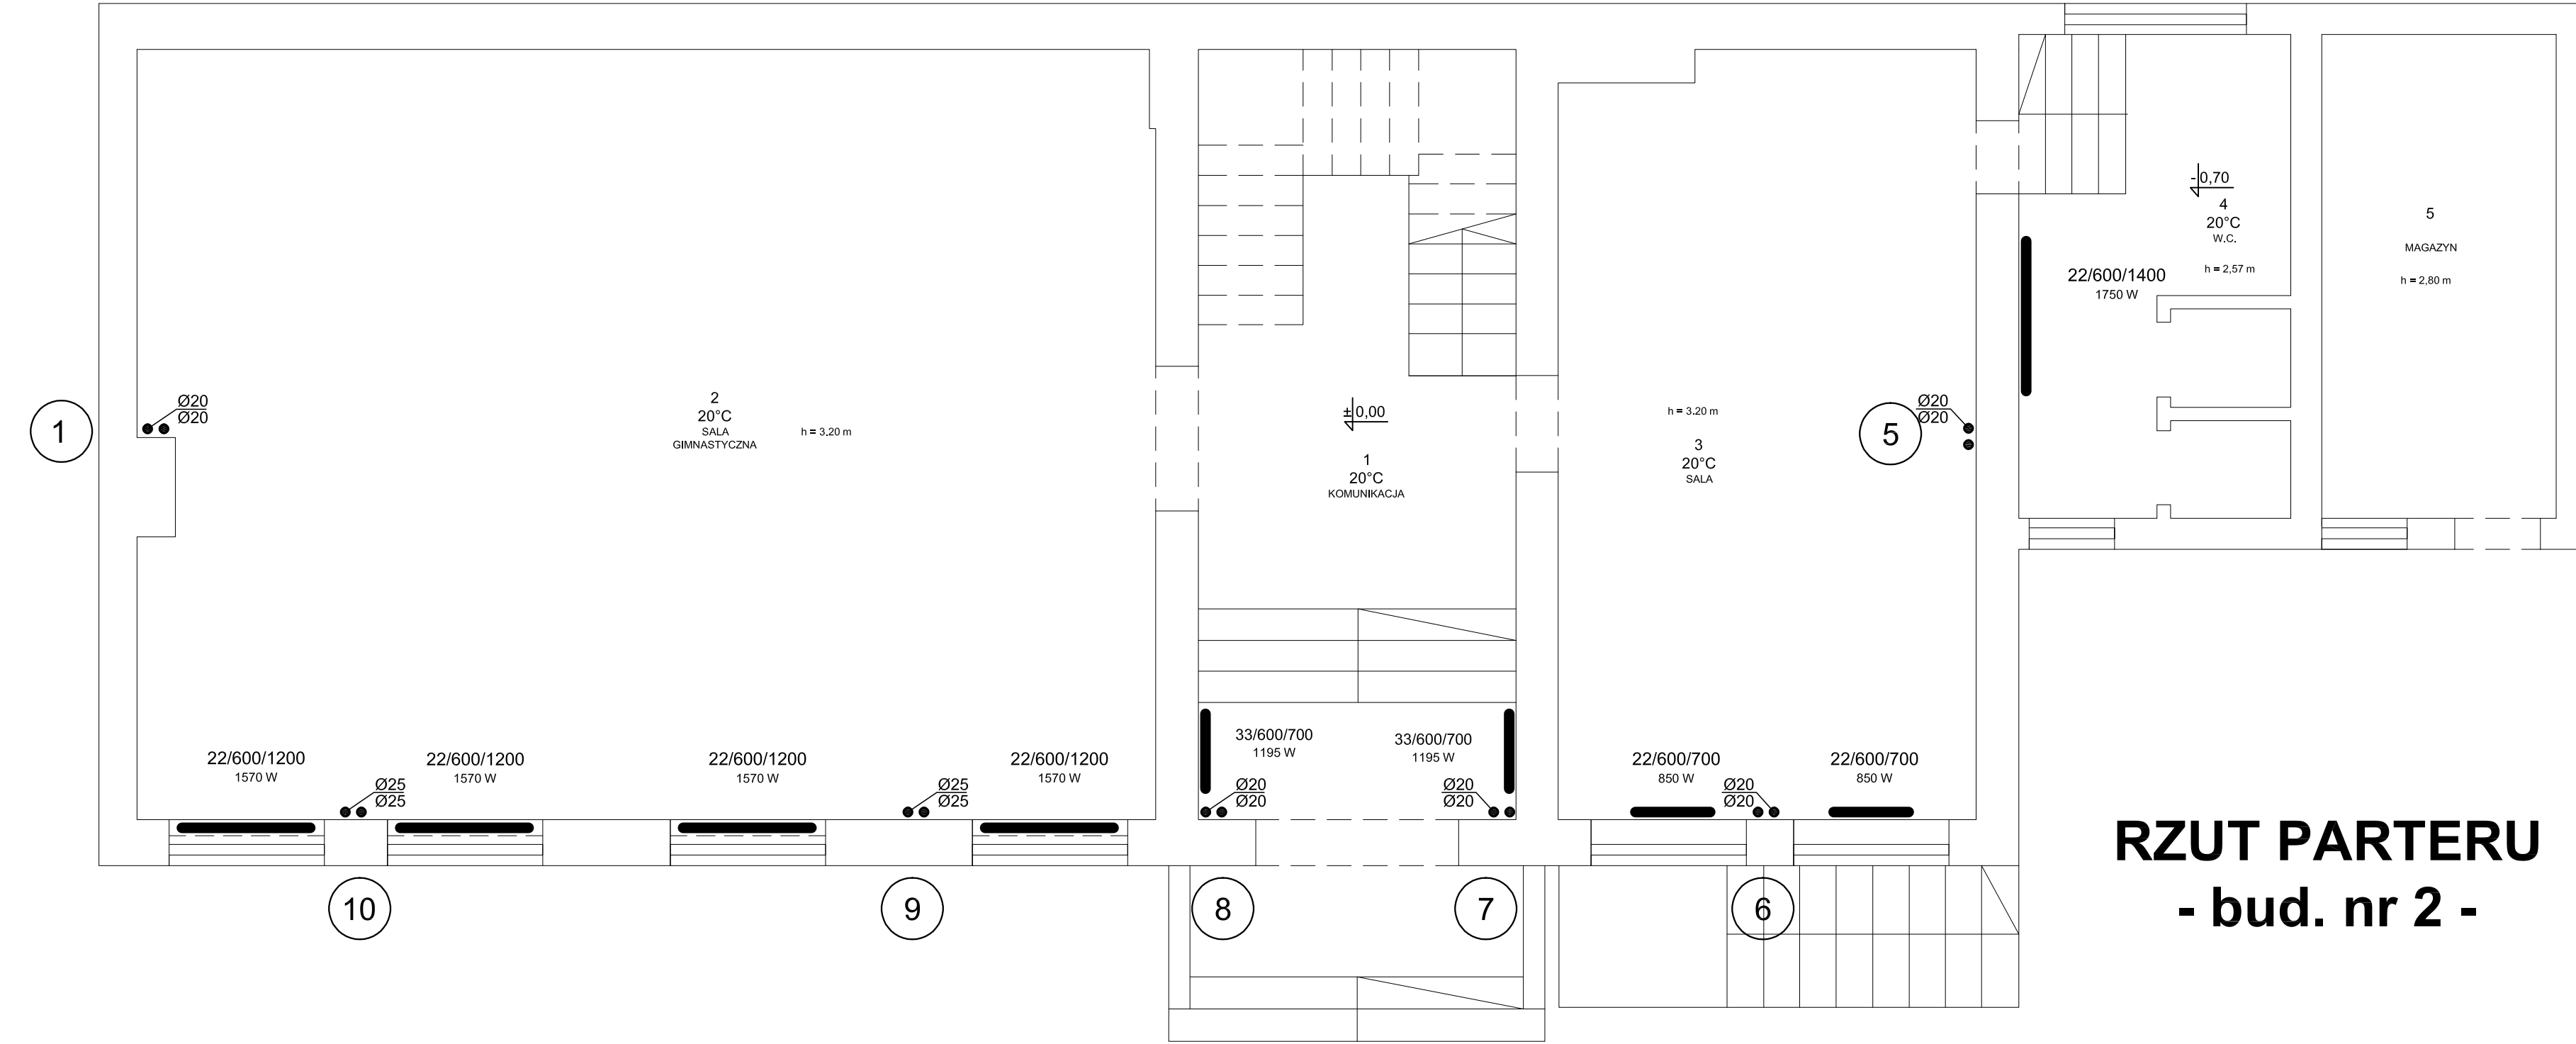 -0,70
4
20°C
W.C.
h = 2,57 m
22/600/1400
1750 W
5
MAGAZYN
h = 2,80 m
1
Ø20
Ø20
2
20°C
SALA
GIMNASTYCZNA
h = 3,20 m
±0,00
1
20°C
KOMUNIKACJA
h = 3.20 m
3
20°C
SALA
5
Ø20
Ø20
22/600/1200
1570 W
Ø25
Ø25
22/600/1200
1570 W
22/600/1200
1570 W
Ø25
Ø25
22/600/1200
1570 W
33/600/700
1195 W
Ø20
Ø20
33/600/700
1195 W
Ø20
Ø20
22/600/700
850 W
Ø20
Ø20
22/600/700
850 W
10
9
8
7
6
RZUT PARTERU
- bud. nr 2 -